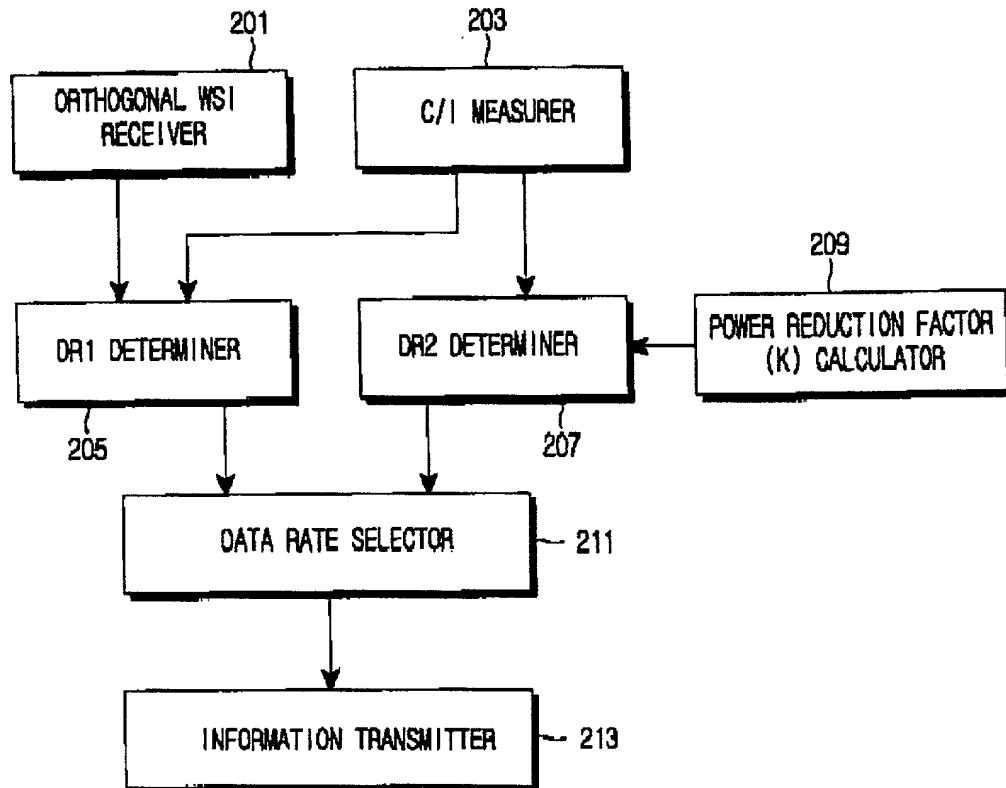 201
203
ORTHOGONAL WSI
RECEIVER
C/I MEASURER
209
DR1 DETERMINER
DR2 DETERMINER
POWER REDUCTION FACTOR
(K) CALCULATOR
205
207
DATA RATE SELECTOR
211
INFORMATION TRANSMITTER
213